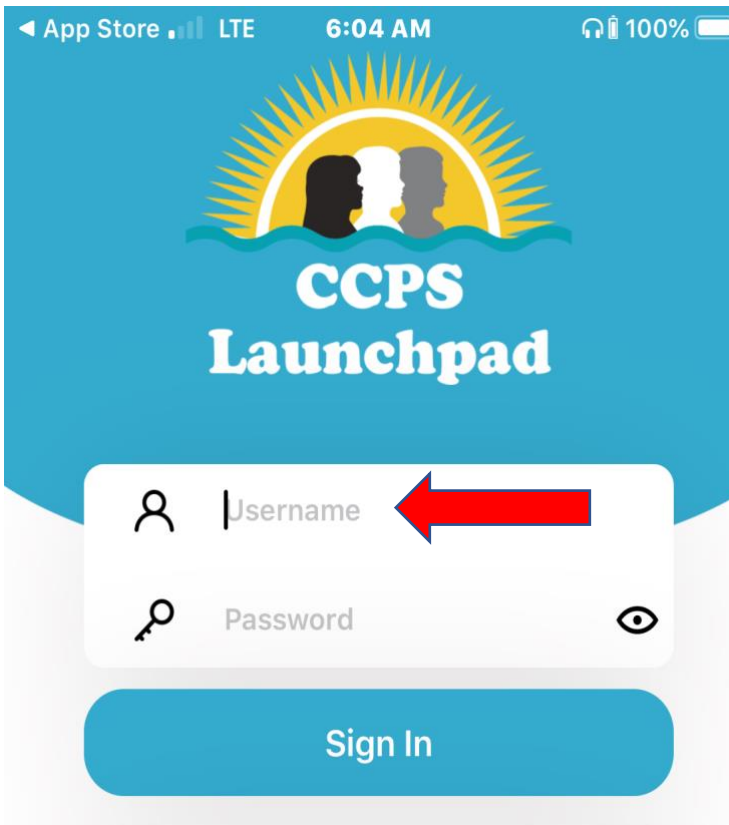 App Store LTE 6:04 AM 100%
CCPS
Launchpad
Username
Password
Sign In